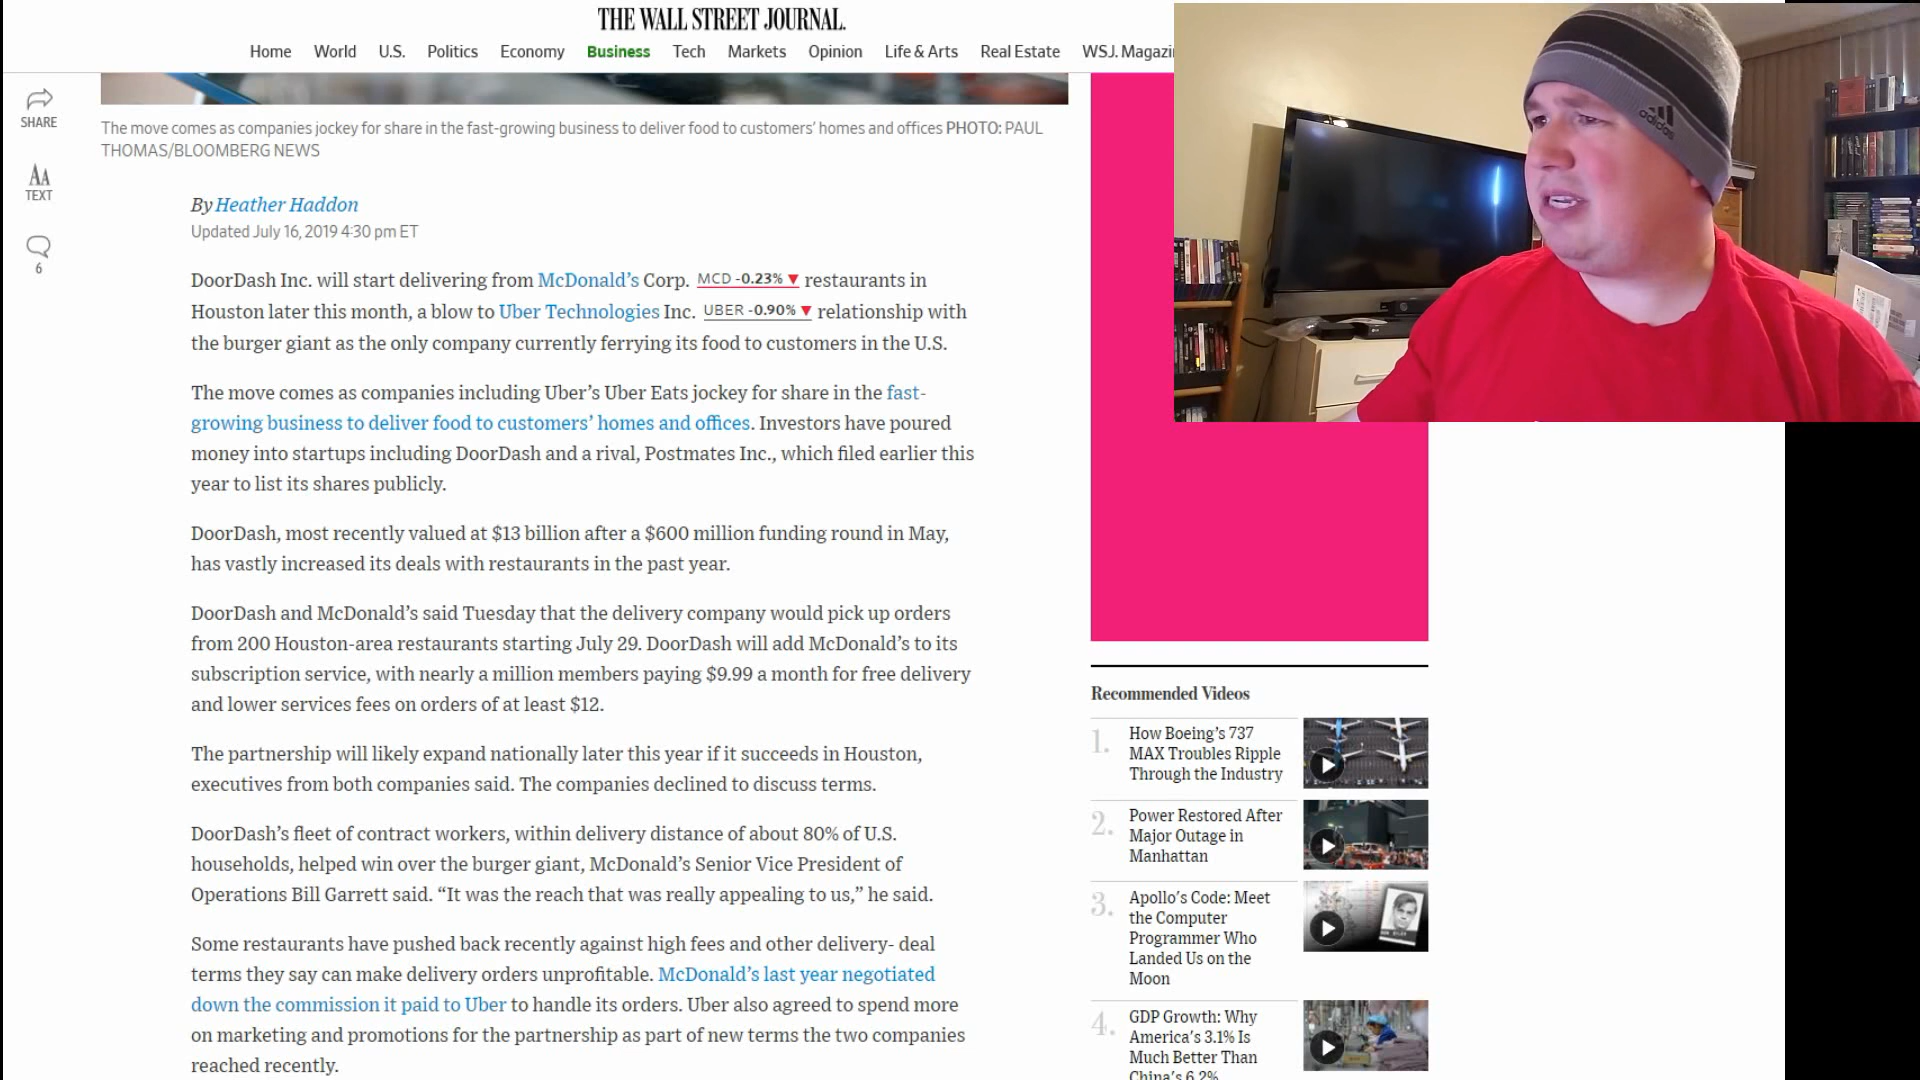 THE WALL STREET JOURNAL.
Home World U.S. Politics Economy Business Tech Markets Opinion Life & Arts Real Estate WSJ. Magazi
SHARE
TEXT
6
The move comes as companies jockey for share in the fast-growing business to deliver food to customers' homes and offices PHOTO: PAUL
THOMAS/BLOOMBERG NEWS
By Heather Haddon
Updated July 16, 2019 4:30 pm ET
DoorDash Inc. will start delivering from McDonald's Corp. MCD -0.23% ▼ restaurants in
Houston later this month, a blow to Uber Technologies Inc. UBER -0.90% ▼ relationship with
the burger giant as the only company currently ferrying its food to customers in the U.S.
The move comes as companies including Uber's Uber Eats jockey for share in the fast-
growing business to deliver food to customers' homes and offices. Investors have poured
money into startups including DoorDash and a rival, Postmates Inc., which filed earlier this
year to list its shares publicly.
DoorDash, most recently valued at $13 billion after a $600 million funding round in May,
has vastly increased its deals with restaurants in the past year.
DoorDash and McDonald's said Tuesday that the delivery company would pick up orders
from 200 Houston-area restaurants starting July 29. DoorDash will add McDonald's to its
subscription service, with nearly a million members paying $9.99 a month for free delivery
and lower services fees on orders of at least $12.
The partnership will likely expand nationally later this year if it succeeds in Houston,
executives from both companies said. The companies declined to discuss terms.
DoorDash's fleet of contract workers, within delivery distance of about 80% of U.S.
households, helped win over the burger giant, McDonald's Senior Vice President of
Operations Bill Garrett said. “It was the reach that was really appealing to us,” he said.
Some restaurants have pushed back recently against high fees and other delivery- deal
terms they say can make delivery orders unprofitable. McDonald's last year negotiated
down the commission it paid to Uber to handle its orders. Uber also agreed to spend more
on marketing and promotions for the partnership as part of new terms the two companies
reached recently.
adidas
Recommended Videos
1. How Boeing's 737
MAX Troubles Ripple
Through the Industry
2. Power Restored After
Major Outage in
Manhattan
3. Apollo's Code: Meet
the Computer
Programmer Who
Landed Us on the
Moon
4. GDP Growth: Why
America's 3.1% Is
Much Better Than
China's 6.2%